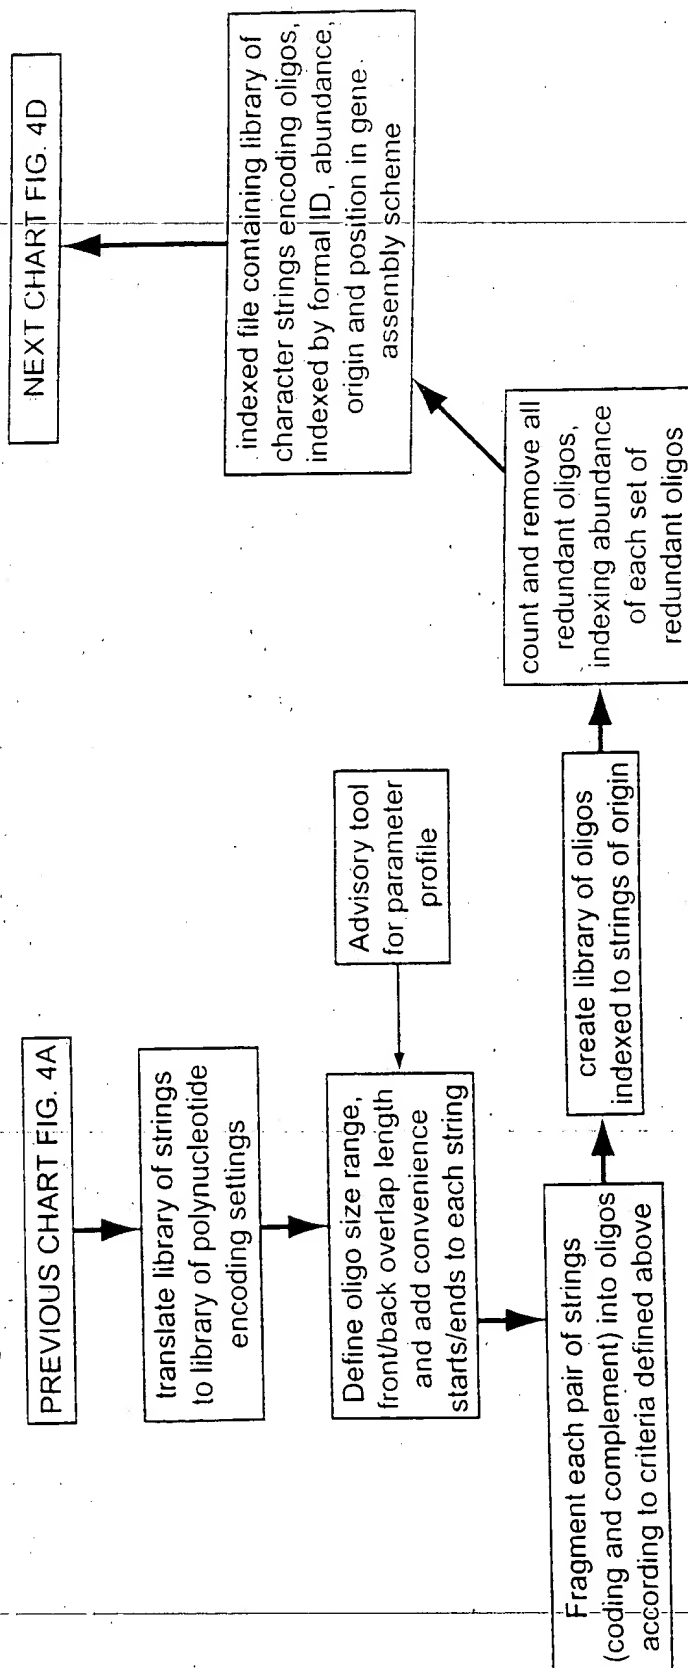 PREVIOUS CHART FIG. 4A
translate library of strings
to library of polynucleotide
encoding settings
Define oligo size range,
front/back overlap length
and add convenience
starts/ends to each string
Advisory tool
for parameter
profile
Fragment each pair of strings
(coding and complement) into oligos
according to criteria defined above
create library of oligos
indexed to strings of origin
count and remove all
redundant oligos,
indexing abundance
of each set of
redundant oligos
indexed file containing library of
character strings encoding oligos,
indexed by formal ID, abundance,
origin and position in gene
assembly scheme
NEXT CHART FIG. 4D